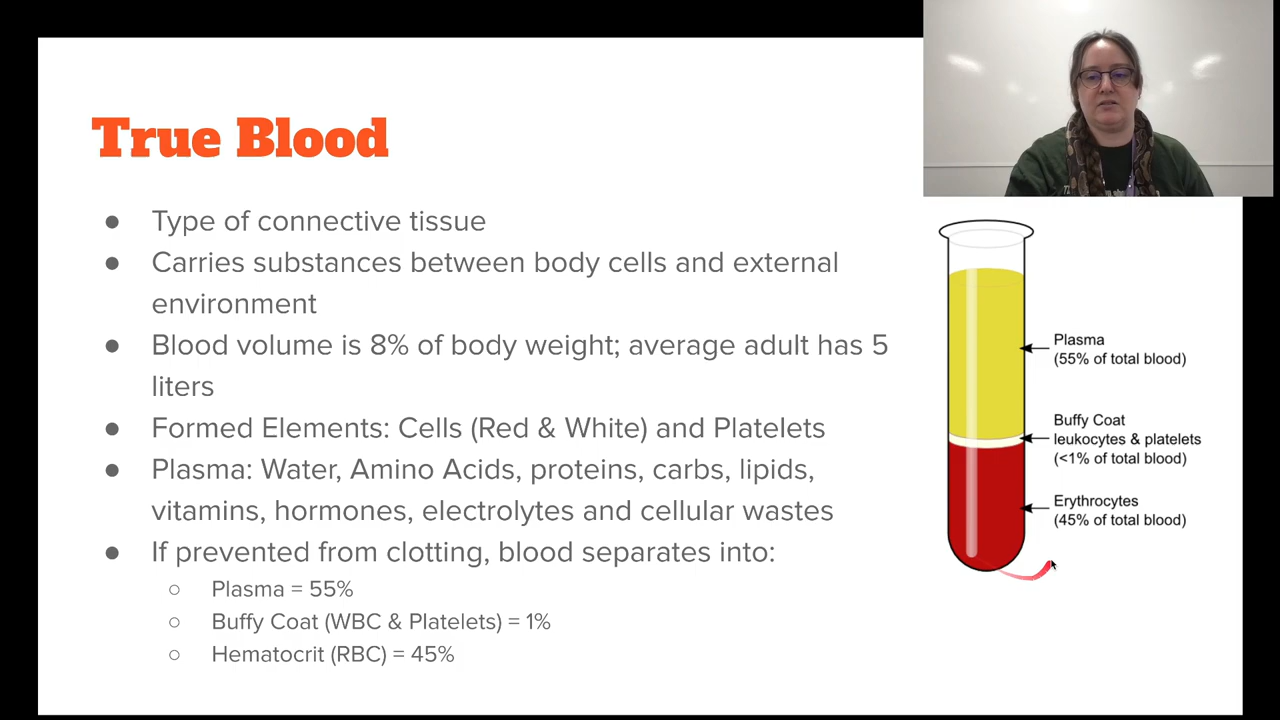 True Blood
● Type of connective tissue
● Carries substances between body cells and external
environment
● Blood volume is 8% of body weight; average adult has 5
liters
● Formed Elements: Cells (Red & White) and Platelets
● Plasma: Water, Amino Acids, proteins, carbs, lipids,
vitamins, hormones, electrolytes and cellular wastes
● If prevented from clotting, blood separates into:
○ Plasma = 55%
○ Buffy Coat (WBC & Platelets) = 1%
○ Hematocrit (RBC) = 45%
Plasma
(55% of total blood)
Buffy Coat
leukocytes & platelets
(<1% of total blood)
Erythrocytes
(45% of total blood)